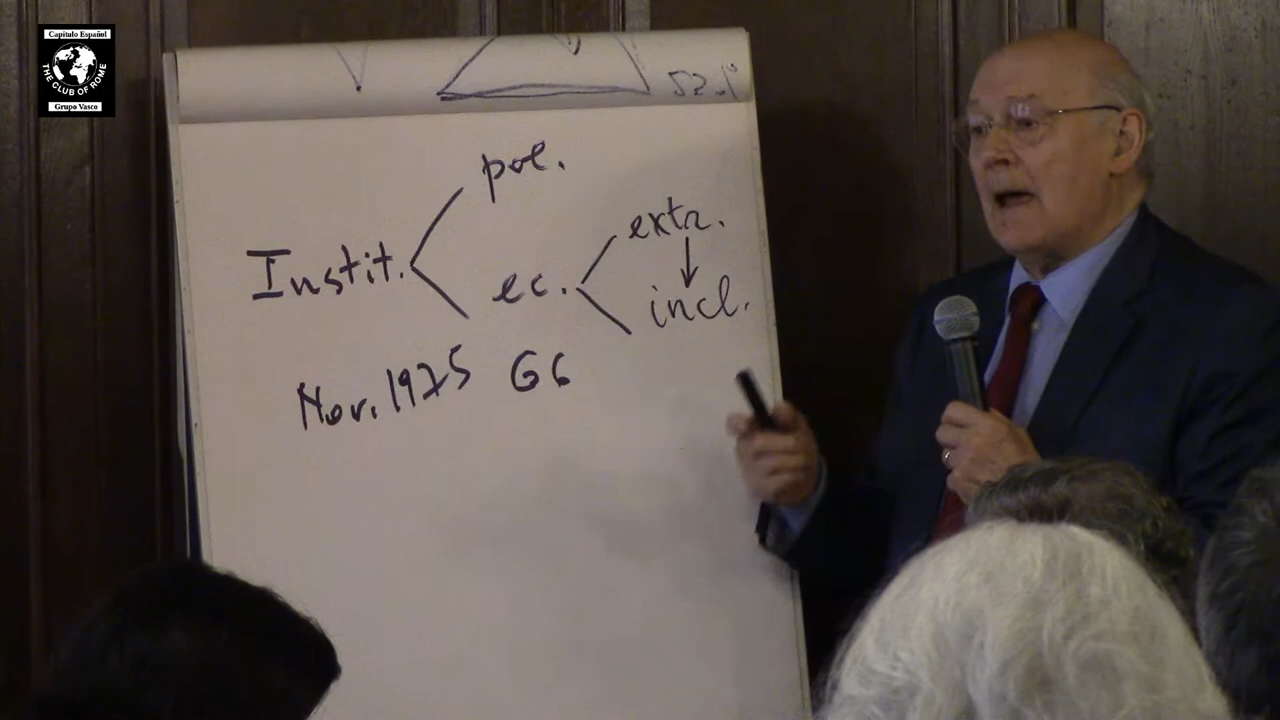 Capítulo Español
THE CLUB OF ROME
Grupo Vasco
pol.
extr.
Instit.
ec.
incl.
Nov. 1975 G6